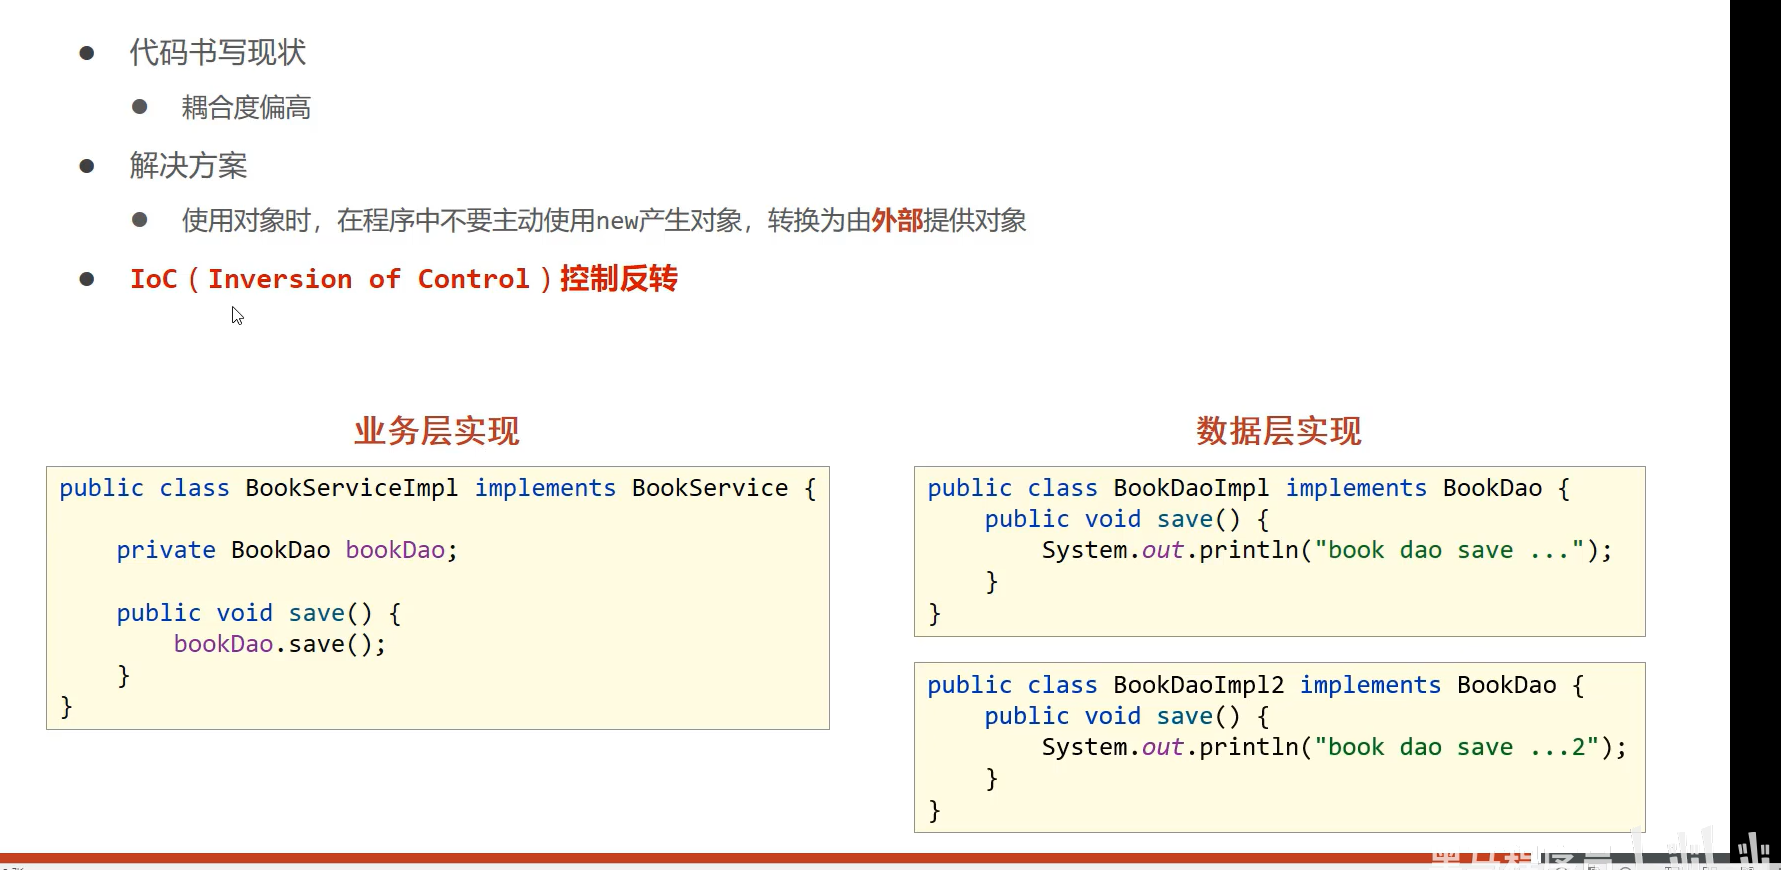 代码书写现状
耦合度偏高
解决方案
使用对象时，在程序中不要主动使用new产生对象，转换为由外部提供对象
IoC（Inversion of Control）控制反转
业务层实现
public class BookServiceImpl implements BookService {
private BookDao bookDao;
public void save() {
bookDao.save();
}
}
数据层实现
public class BookDaoImpl implements BookDao {
public void save() {
System.out.println("book dao save ...");
}
}
public class BookDaoImpl2 implements BookDao {
public void save() {
System.out.println("book dao save ...2");
}
}